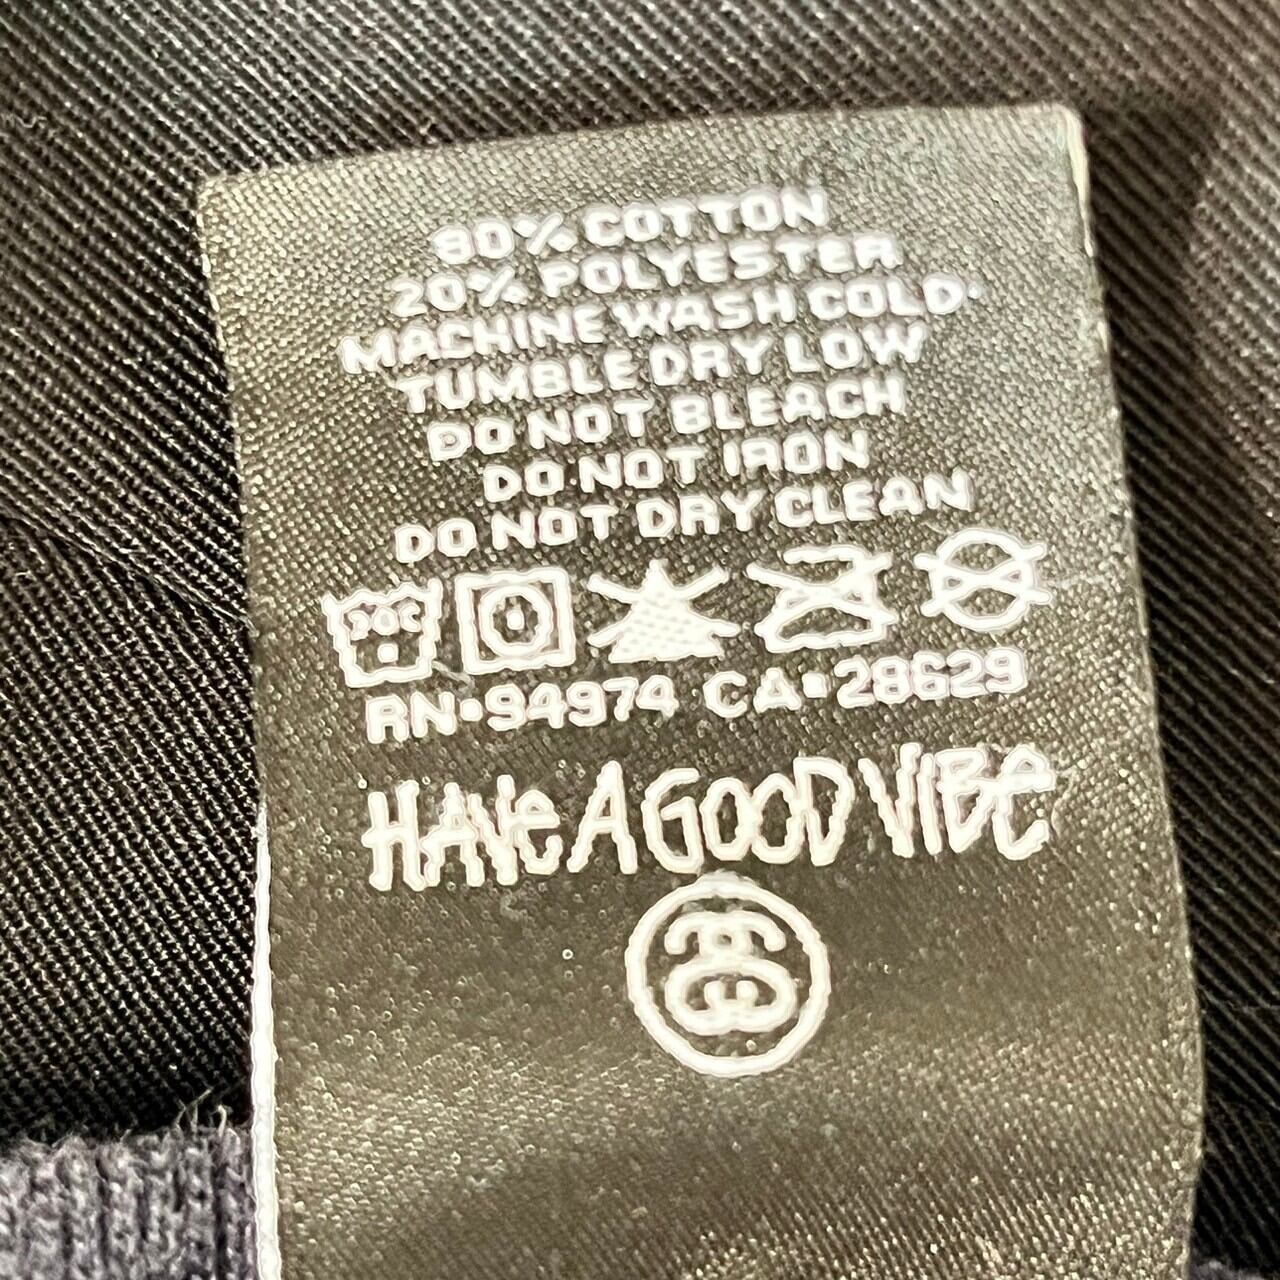 80% COTTON
20% POLYESTER
MACHINE WASH COLD
TUMBLE DRY LOW
DO NOT BLEACH
DO NOT IRON
DO NOT DRY CLEAN
30C
RN•94974 CA•28629
HAVE A GOOD VIBE